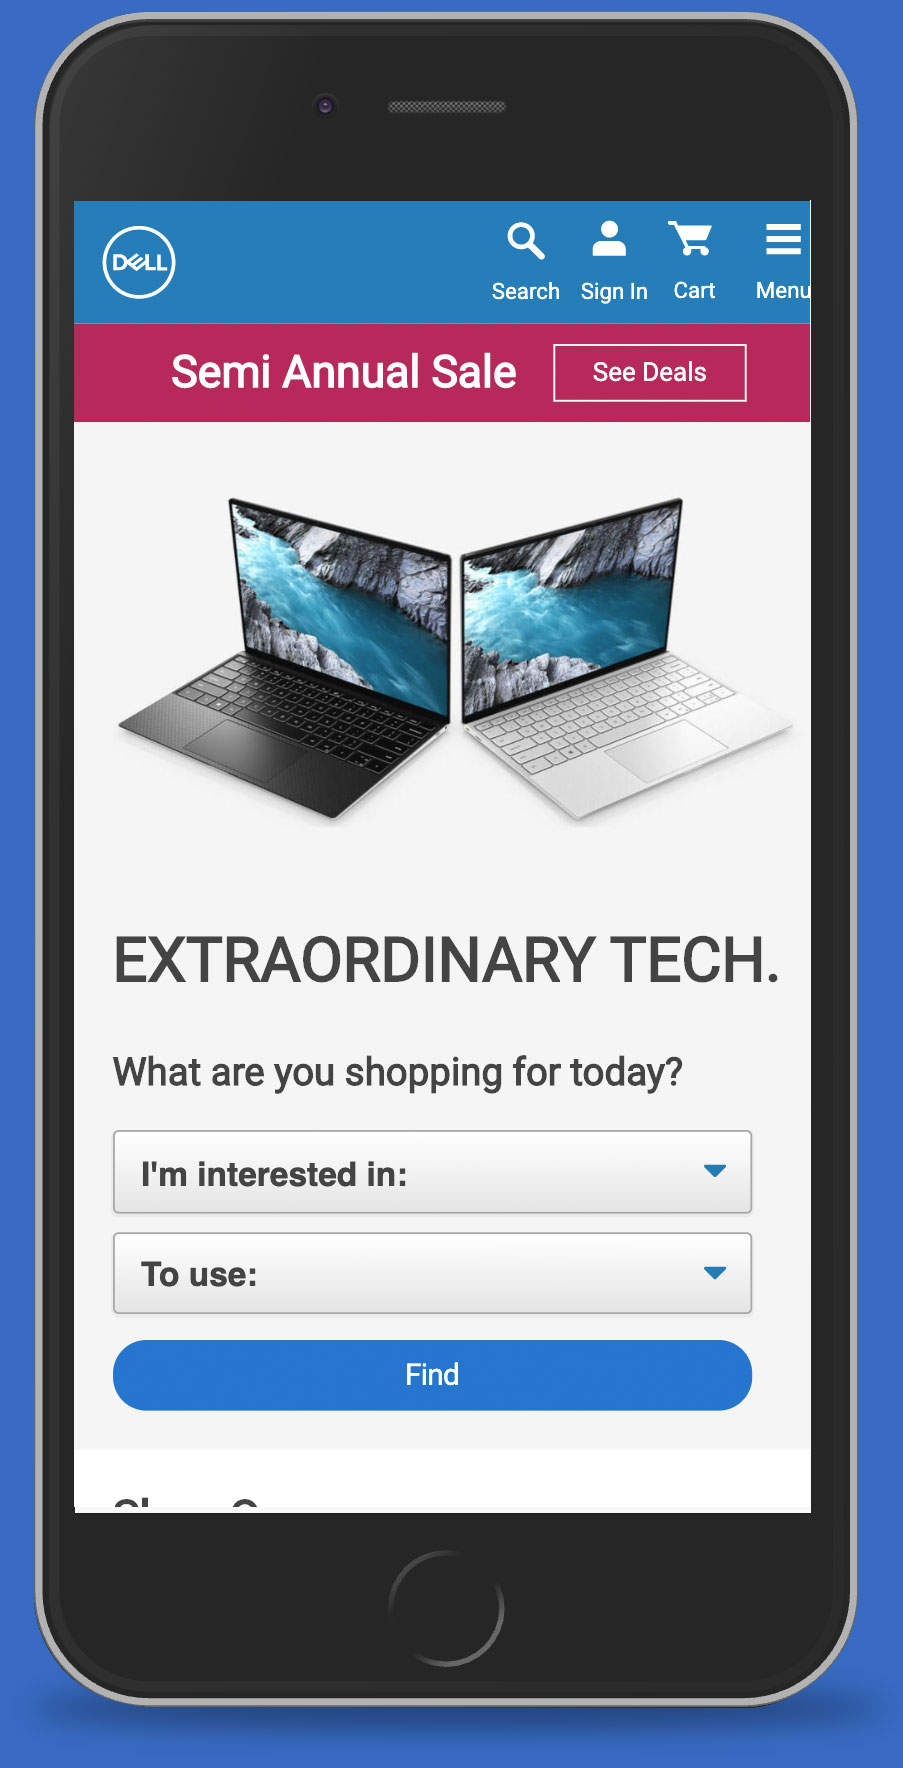 DELL
Search Sign In Cart Menu
Semi Annual Sale See Deals
EXTRAORDINARY TECH.
What are you shopping for today?
I'm interested in:
To use:
Find